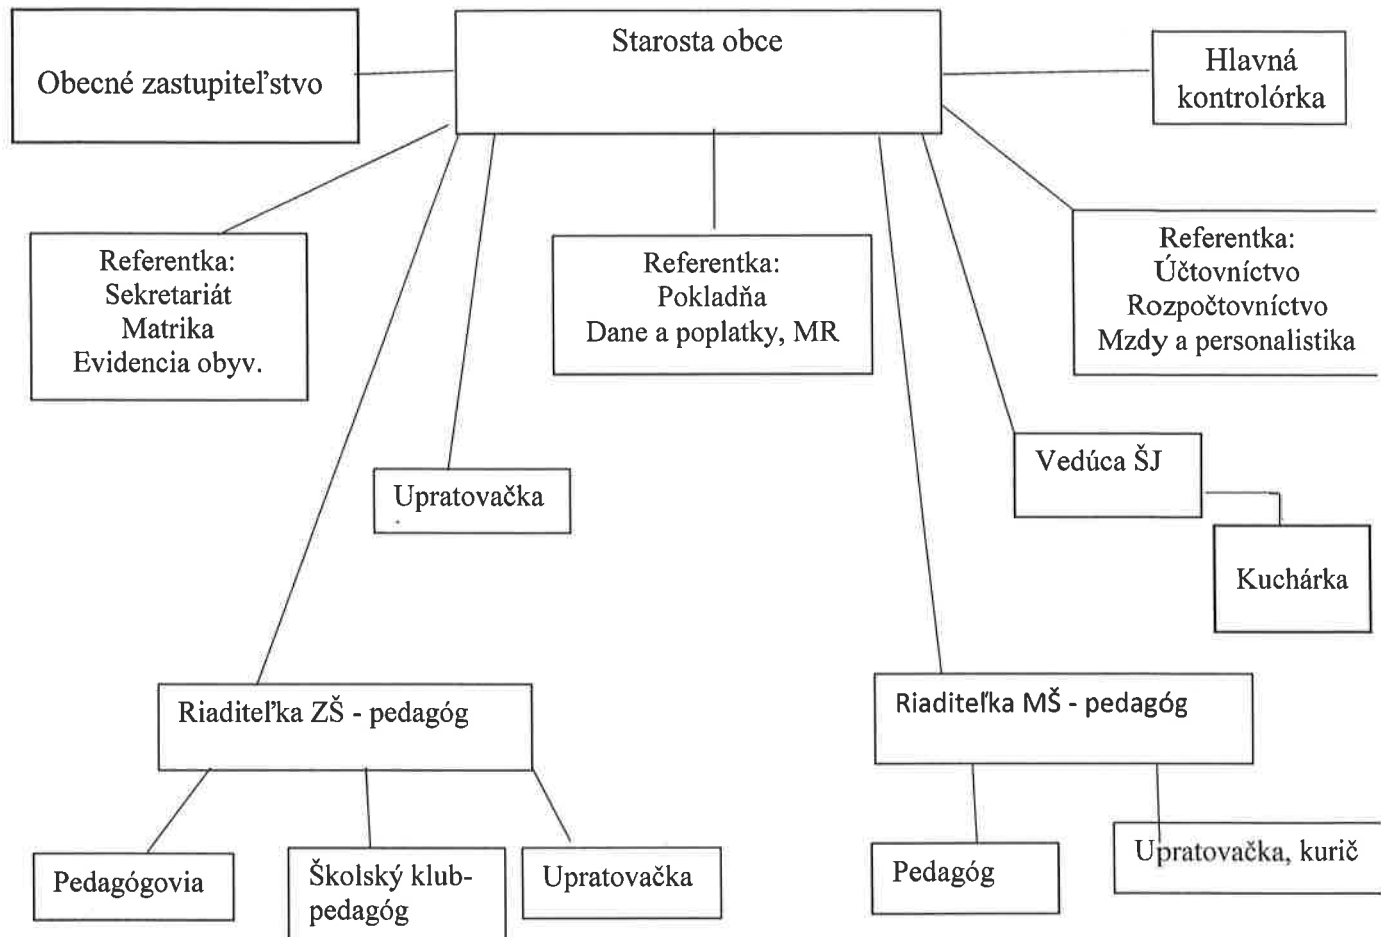 Obecné zastupiteľstvo
Starosta obce
Hlavná
kontrolórka
Referentka:
Sekretariát
Matrika
Evidencia obyv.
Referentka:
Pokladňa
Dane a poplatky, MR
Referentka:
Účtovníctvo
Rozpočtovníctvo
Mzdy a personalistika
Upratovačka
Vedúca ŠJ
Kuchárka
Riaditeľka ZŠ - pedagóg
Riaditeľka MŠ - pedagóg
Pedagógovia
Školský klub-
pedagóg
Upratovačka
Pedagóg
Upratovačka, kurič